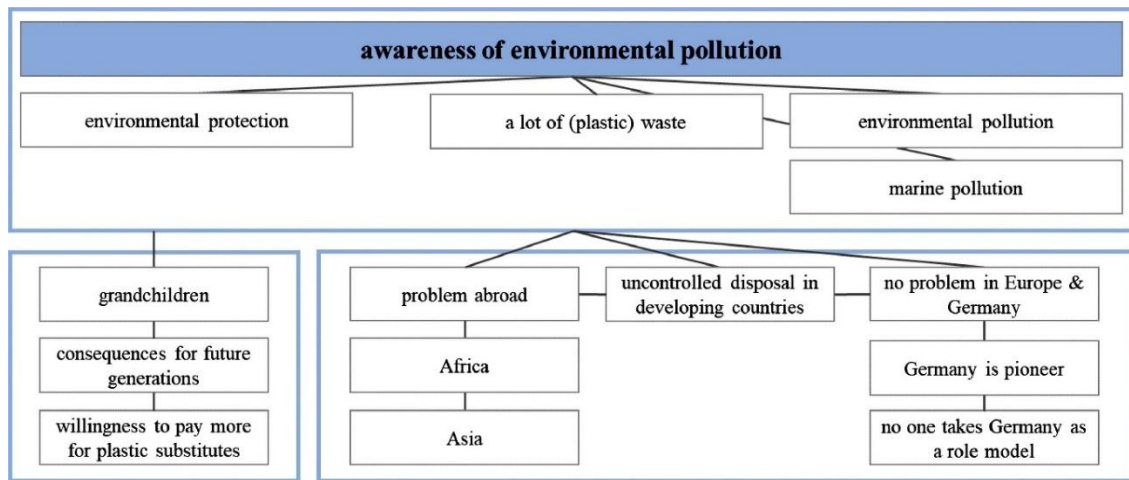 awareness of environmental pollution
environmental protection
a lot of (plastic) waste
environmental pollution
marine pollution
grandchildren
consequences for future
generations
willingness to pay more
for plastic substitutes
problem abroad
Africa
Asia
uncontrolled disposal in
developing countries
no problem in Europe &
Germany
Germany is pioneer
no one takes Germany as
a role model